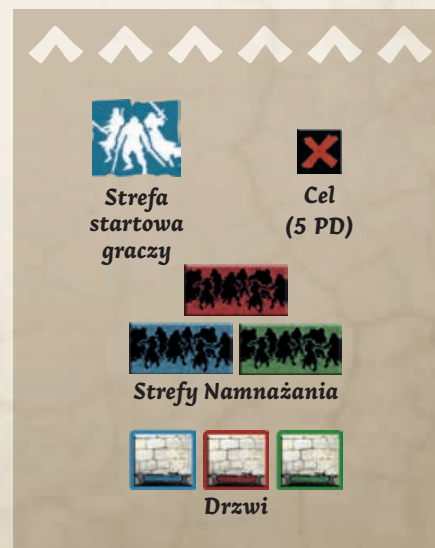 Strefa
startowa
graczy
Cel
(5 PD)
Strefy Namnażania
Drzwi